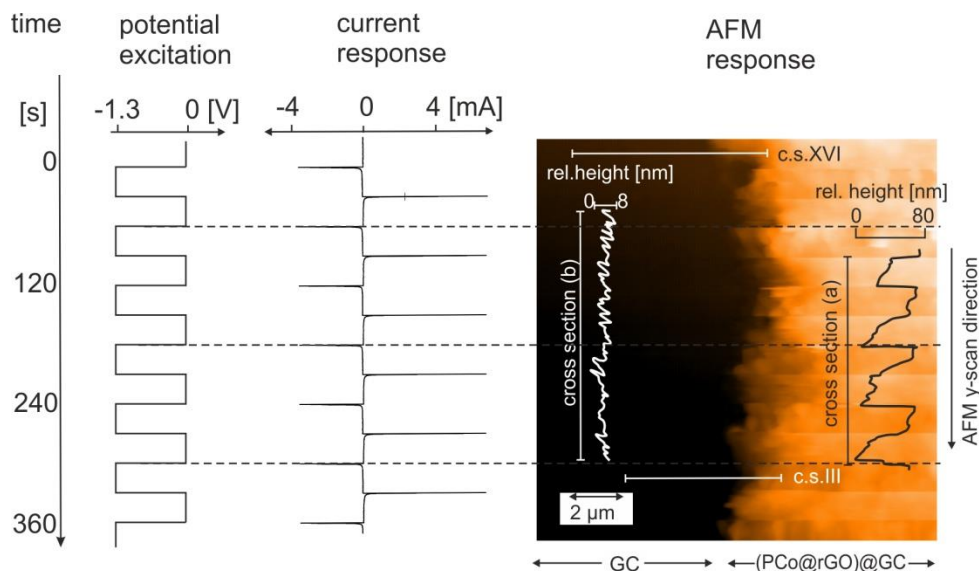 time
potential
excitation
current
response
AFM
response
[s]
-1.3
0 [V]
-4
0
4 [mA]
0
120
240
360
c.s.XVI
rel.height [nm]
0
8
rel. height [nm]
0
80
cross section (b)
cross section (a)
AFM y-scan direction
c.s.III
2 µm
GC
(PCo@rGO)@GC